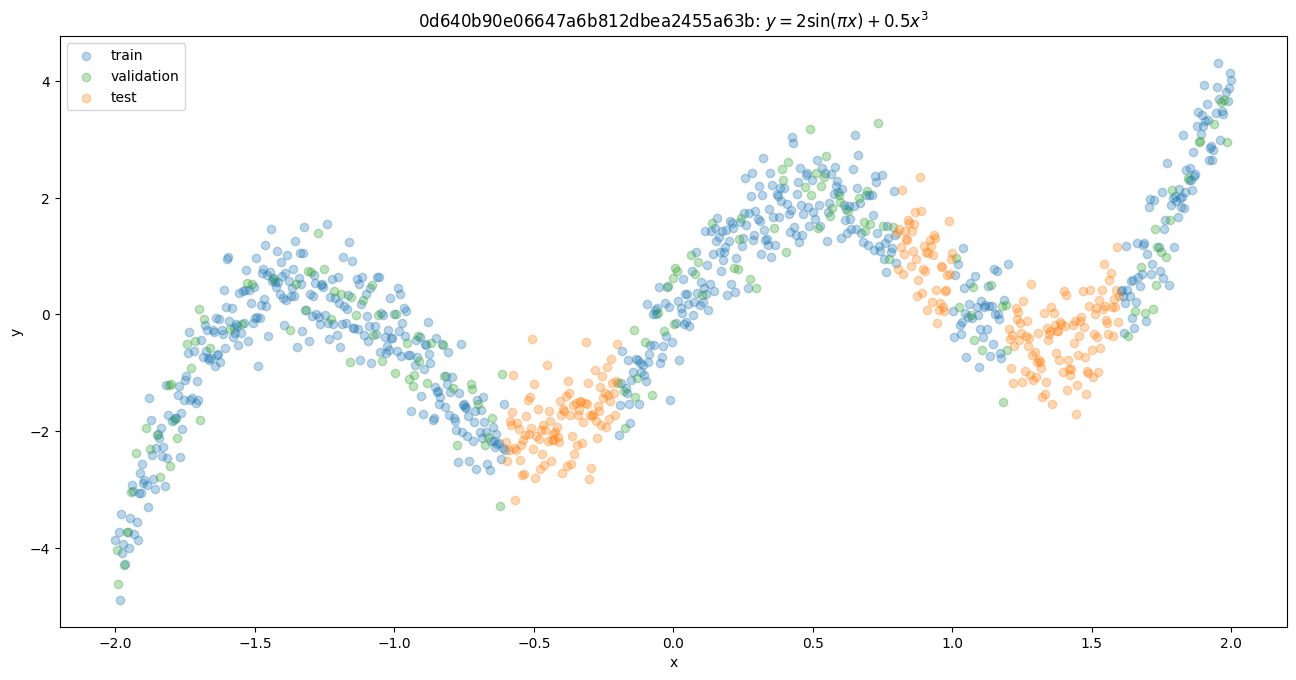 0d640b90e06647a6b812dbea2455a63b: y = 2sin(πx) + 0.5x³
train
validation
test
4
2
0
−2
−4
y
−2.0 −1.5 −1.0 −0.5 0.0 0.5 1.0 1.5 2.0
x